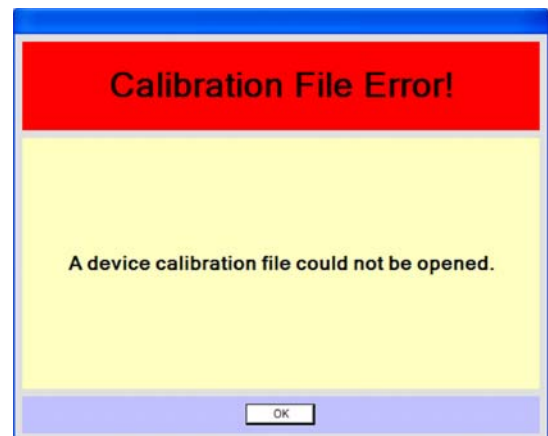 Calibration File Error!
A device calibration file could not be opened.
OK